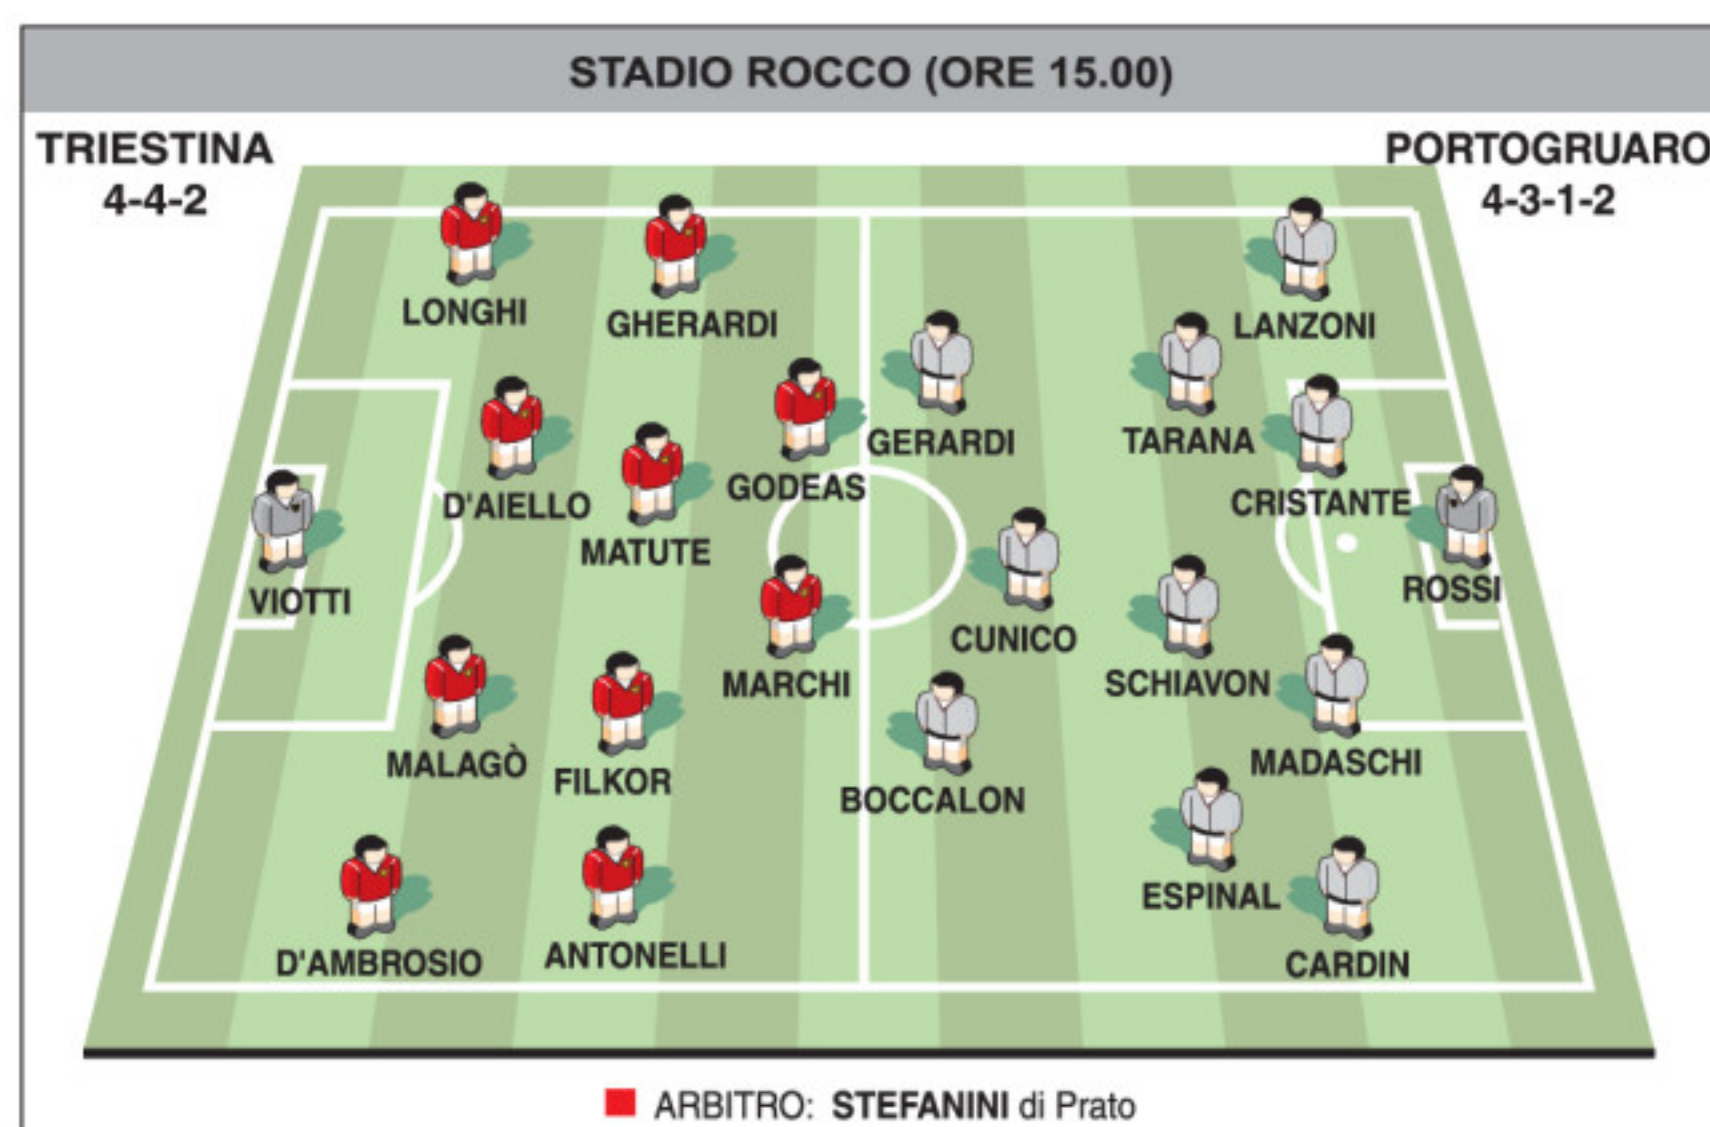 STADIO ROCCO (ORE 15.00)
TRIESTINA
4-4-2
PORTOGRUARO
4-3-1-2
LONGHI
GHERARDI
LANZONI
GERARDI
TARANA
GODEAS
CRISTANTE
D'AIELLO
MATUTE
VIOTTI
ROSSI
CUNICO
MARCHI
SCHIAVON
MALAGÒ
FILKOR
MADASCHI
BOCCALON
ESPINAL
D'AMBROSIO
ANTONELLI
CARDIN
ARBITRO: STEFANINI di Prato